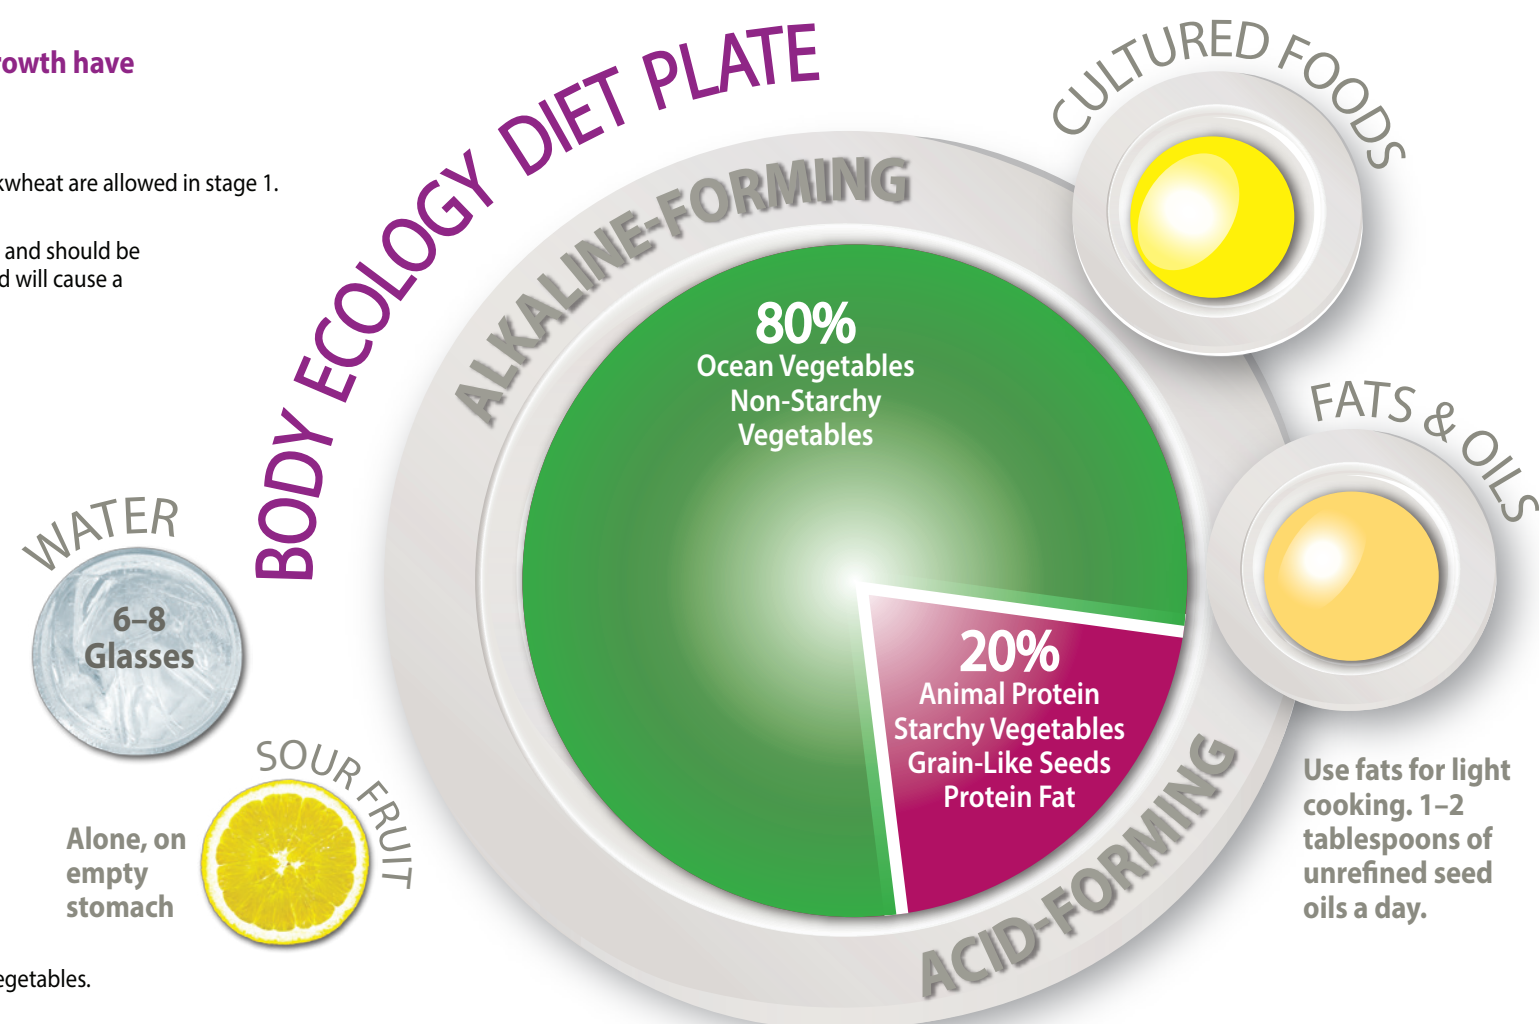 rowth have
kwheat are allowed in stage 1.
and should be
d will cause a
BODY ECOLOGY DIET PLATE
ALKALINE-FORMING
80%
Ocean Vegetables
Non-Starchy
Vegetables
20%
Animal Protein
Starchy Vegetables
Grain-Like Seeds
Protein Fat
ACID-FORMING
CULTURED FOODS
FATS & OILS
Use fats for light
cooking. 1–2
tablespoons of
unrefined seed
oils a day.
WATER
6–8
Glasses
SOUR FRUIT
Alone, on
empty
stomach
egetables.